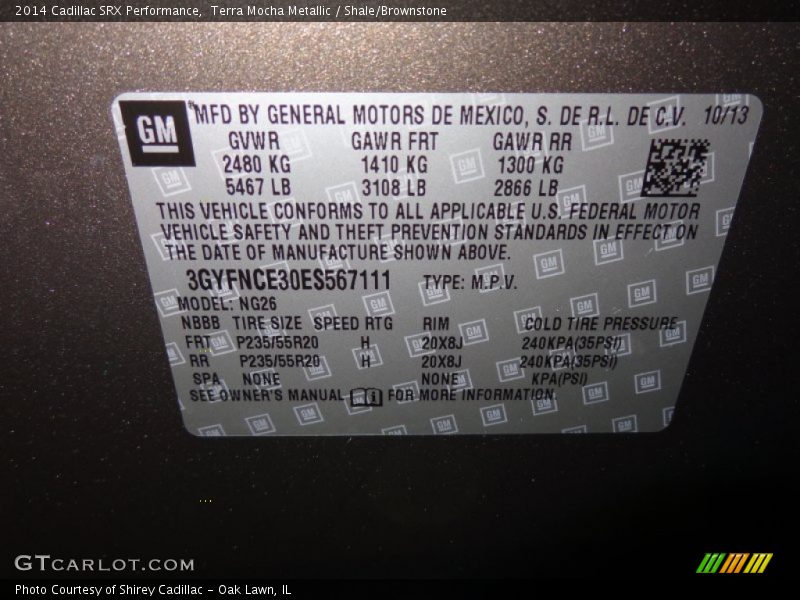 2014 Cadillac SRX Performance, Terra Mocha Metallic / Shale/Brownstone
GM MFD BY GENERAL MOTORS DE MEXICO, S. DE R.L. DE C.V. 10/13
GVWR GAWR FRT GAWR RR
2480 KG 1410 KG 1300 KG
5467 LB 3108 LB 2866 LB
THIS VEHICLE CONFORMS TO ALL APPLICABLE U.S. FEDERAL MOTOR
VEHICLE SAFETY AND THEFT PREVENTION STANDARDS IN EFFECT ON
THE DATE OF MANUFACTURE SHOWN ABOVE.
3GYFNCE30ES567111 TYPE: M.P.V.
MODEL: NG26
NBBB TIRE SIZE SPEED RTG RIM COLD TIRE PRESSURE
FRT P235/55R20 H 20X8J 240KPA(35PSI)
RR P235/55R20 H 20X8J 240KPA(35PSI)
SPA NONE NONE KPA(PSI)
SEE OWNER'S MANUAL FOR MORE INFORMATION.
GTCARLOT.COM
Photo Courtesy of Shirey Cadillac - Oak Lawn, IL